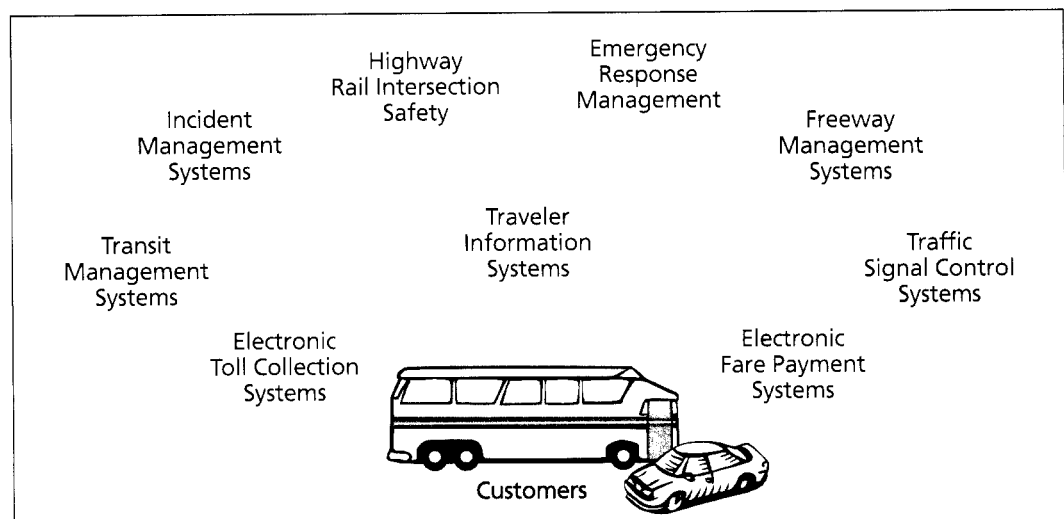 Highway
Rail Intersection
Safety
Emergency
Response
Management
Incident
Management
Systems
Freeway
Management
Systems
Traveler
Information
Systems
Transit
Management
Systems
Traffic
Signal Control
Systems
Electronic
Toll Collection
Systems
Electronic
Fare Payment
Systems
Customers